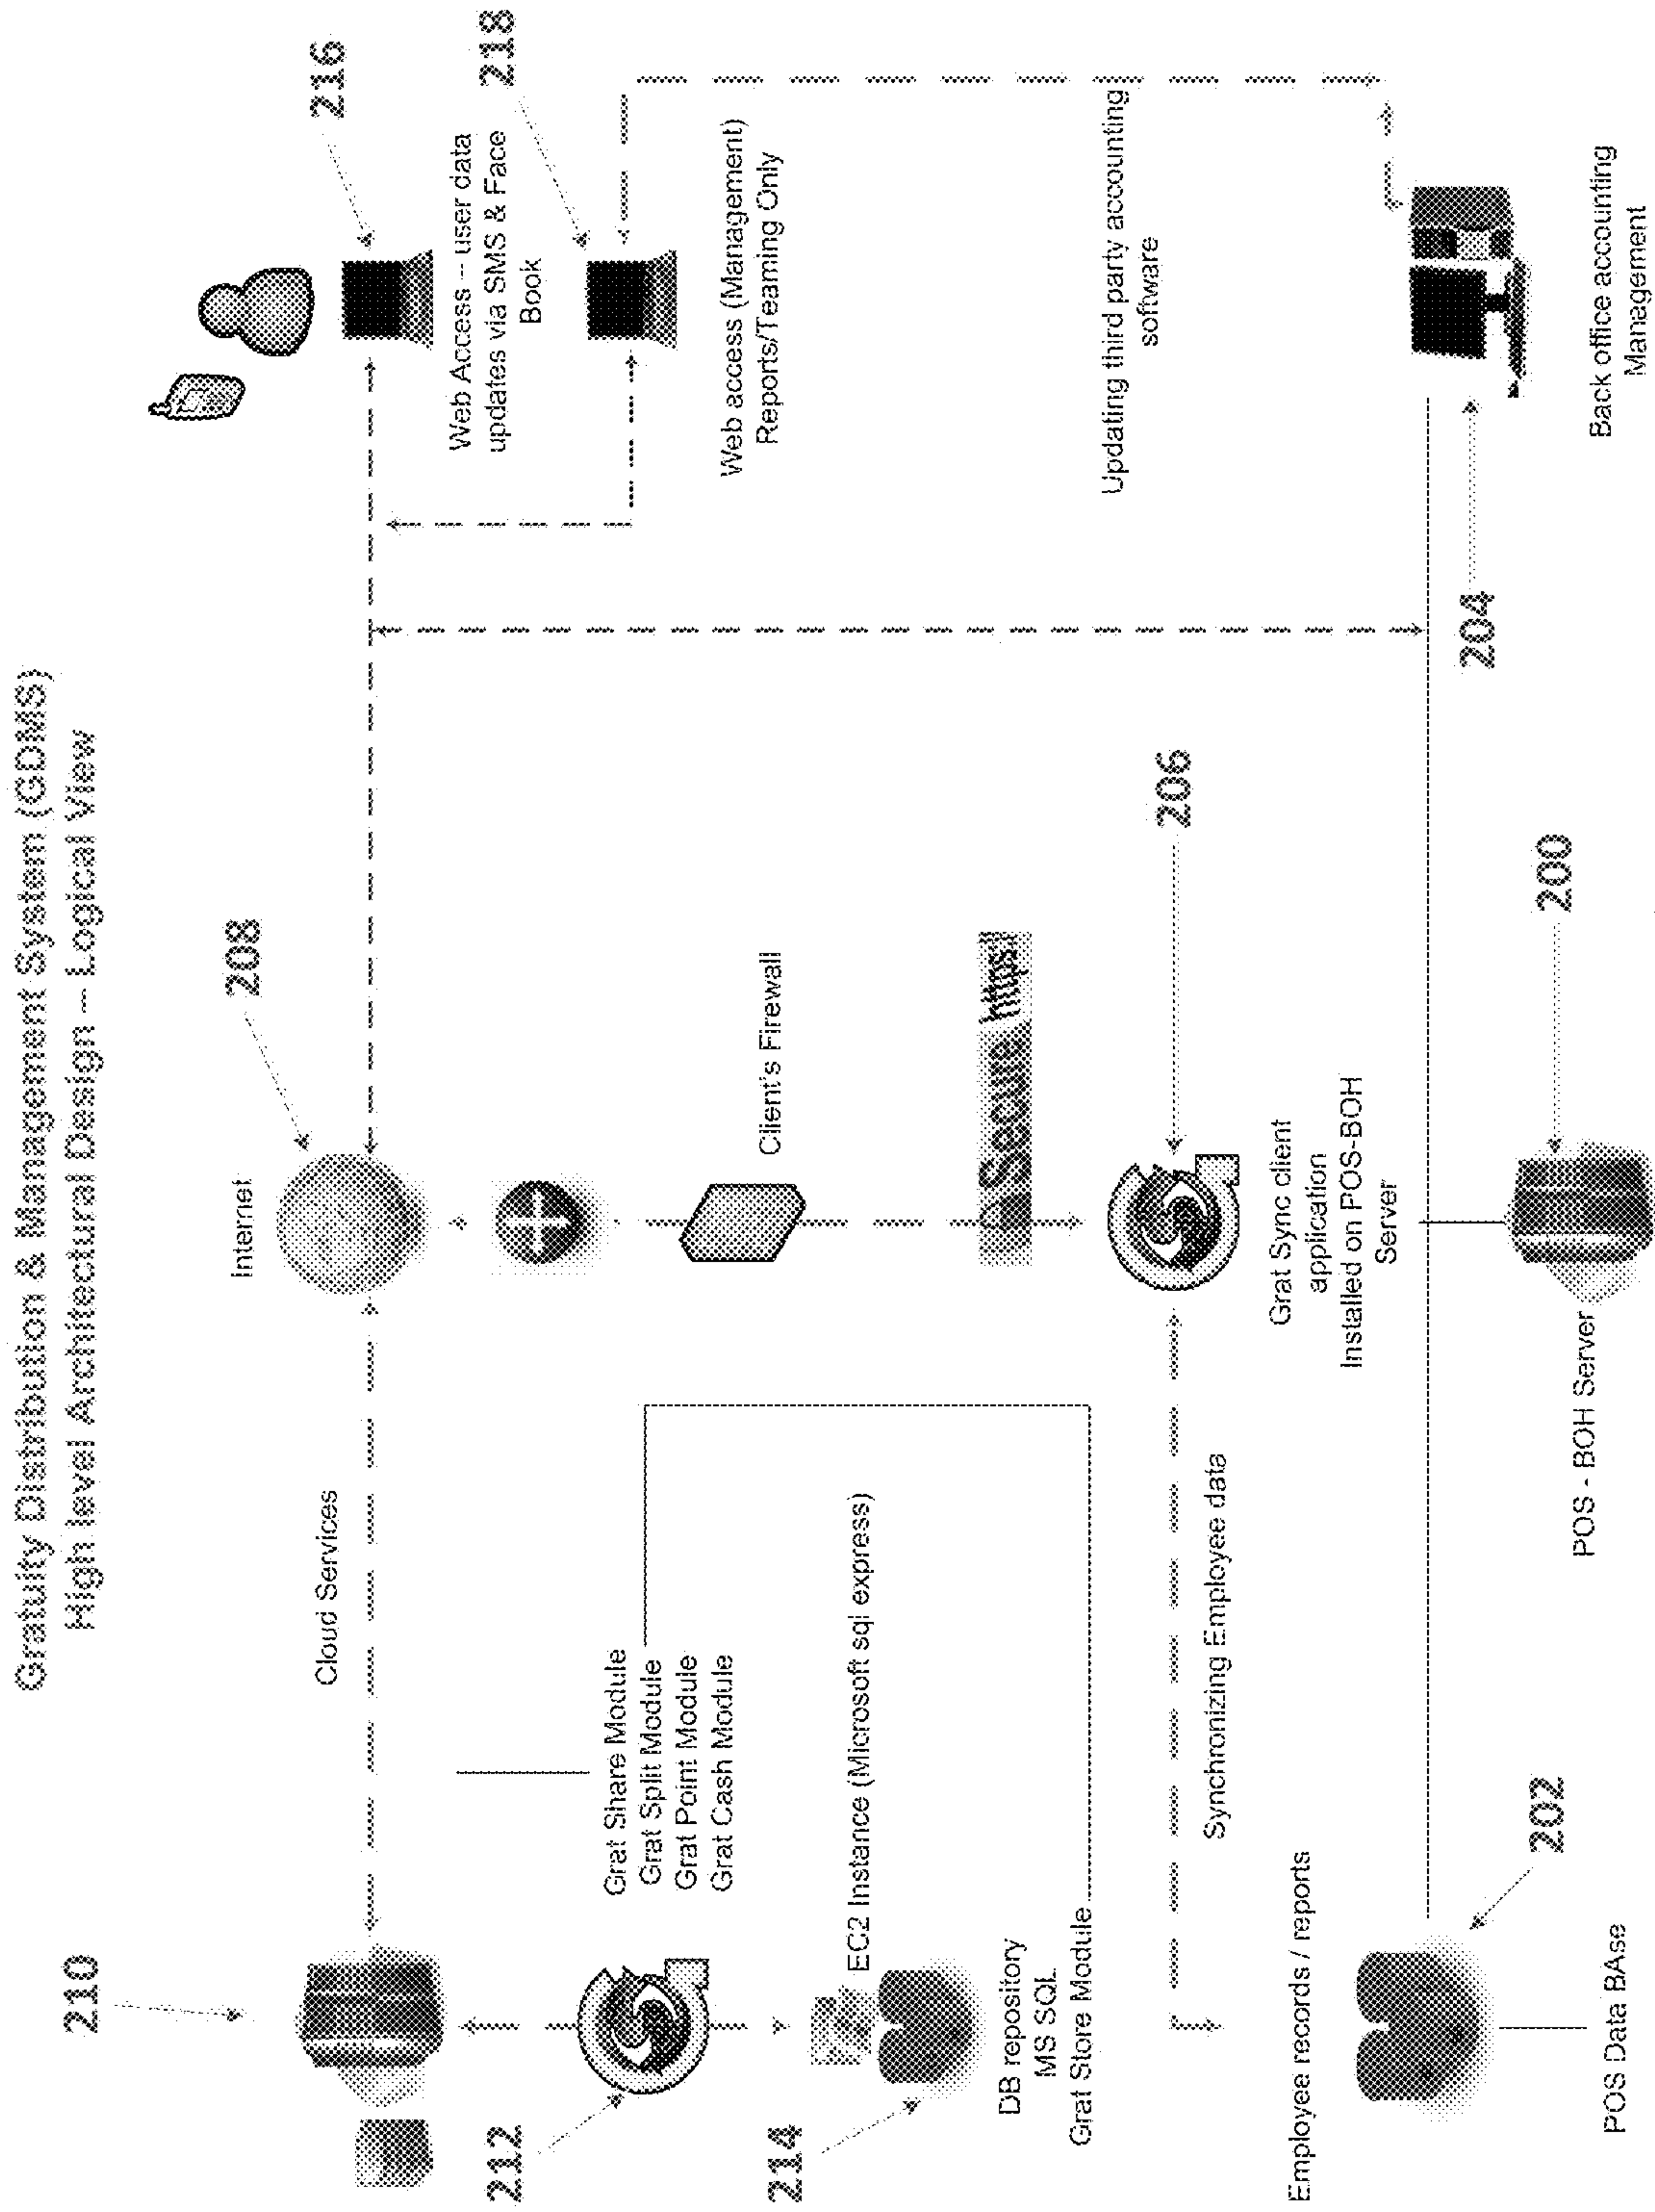 Gratuity Distribution & Management System (GDMS)
High level Architectural Design -- Logical View
210
Cloud Services
Internet
208
216
Web Access -- user data
updates via SMS & Face
Book
218
Web access (Management)
Reports/Teaming Only
212
Grat Share Module
Grat Split Module
Grat Point Module
Grat Cash Module
Client's Firewall
214
EC2 Instance (Microsoft sql express)
DB repository
MS SQL
Grat Store Module
Secure https:
Updating third party accounting
software
206
Synchronizing Employee data
Grat Sync client
application
Installed on POS-BOH
Server
Employee records / reports
202
POS Data BAse
POS - BOH Server
200
204
Back office accounting
Management